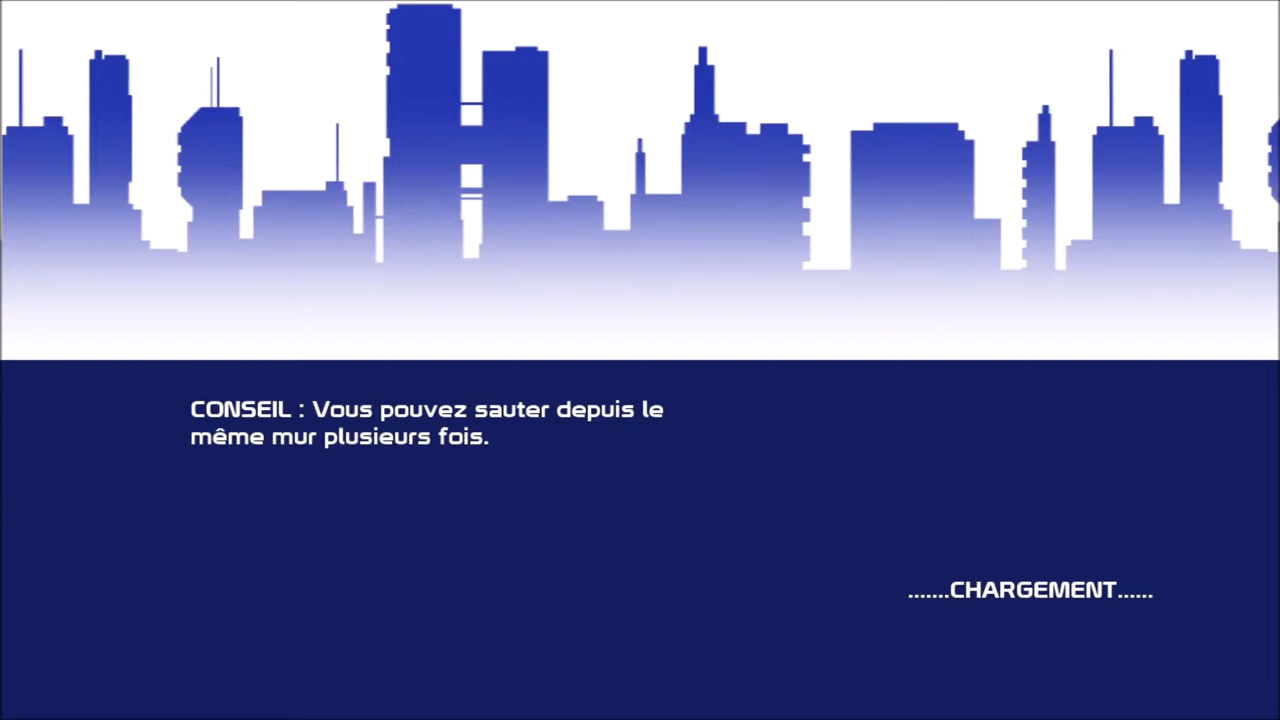 CONSEIL : Vous pouvez sauter depuis le
même mur plusieurs fois.
.......CHARGEMENT......